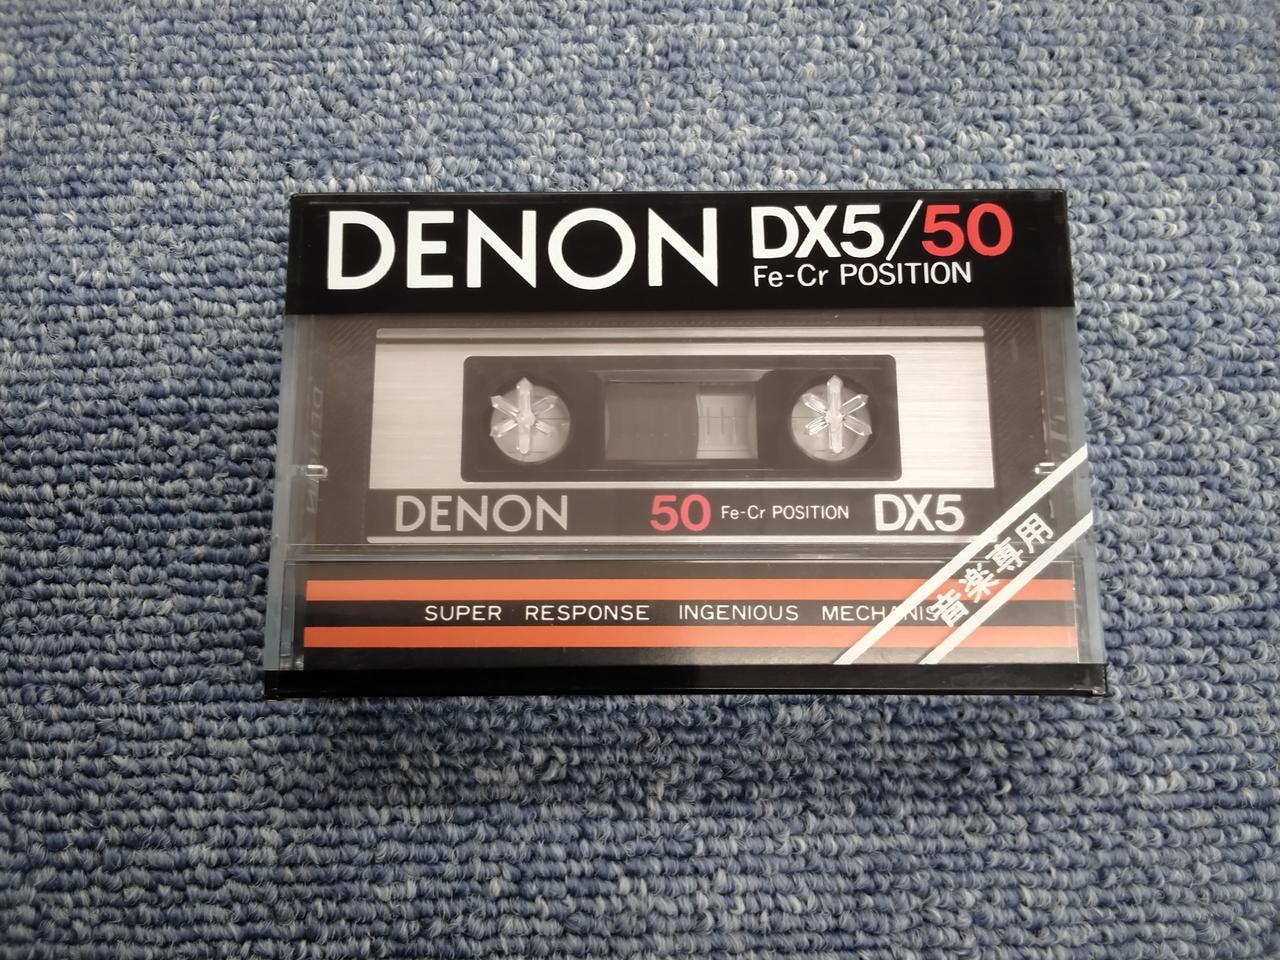 DENON DX5/50
Fe-Cr POSITION
DENON 50 Fe-Cr POSITION DX5
音楽専用
SUPER RESPONSE INGENIOUS MECHANISM